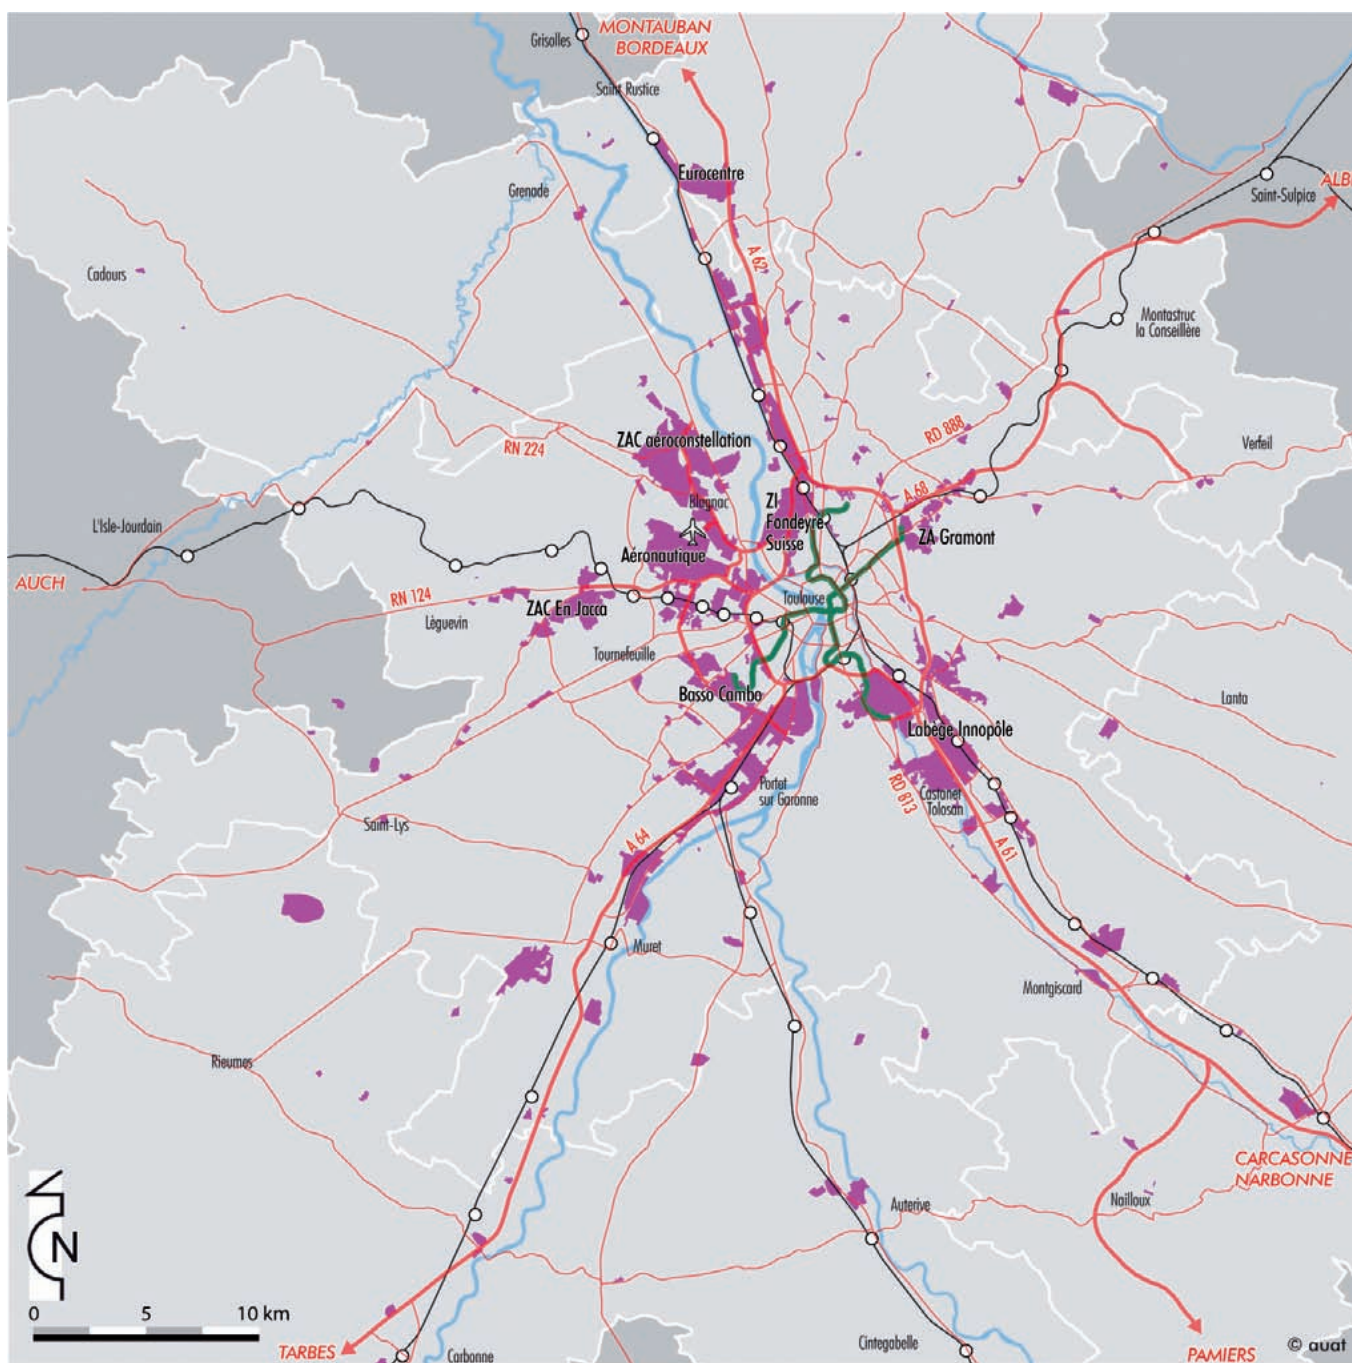 MONTAUBAN
BORDEAUX
Grisolles
Saint Rustice
Eurocentre
Grenade
Saint-Sulpice
ALBI
Cadours
A 62
Montastruc
la Conseillère
ZAC aéroconstellation
RN 224
RD 888
Verfeil
Blagnac
A 68
ZI
Fondeyre
Suisse
ZA Gramont
L'Isle-Jourdain
Aéronautique
AUCH
RN 124
ZAC En Jacca
Toulouse
Lèguevin
Tournefeuille
Basso Cambo
Lanta
Labège Innopôle
Portet
sur Garonne
RD 813
Castanet
Tolosan
Saint-Lys
A 64
A 61
Muret
Montgiscard
Rieumes
CARCASONNE
NARBONNE
Auterive
Nailloux
N
0 5 10 km
TARBES
Carbonne
Cintegabelle
PAMIERS
© auat